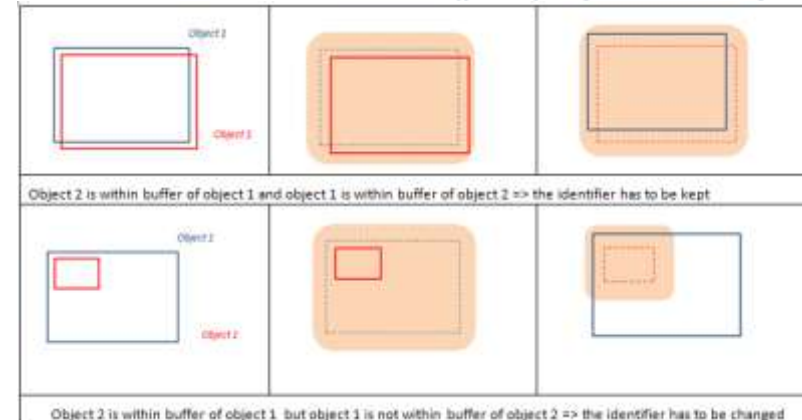 Object 1
Object 2
Object 2 is within buffer of object 1 and object 1 is within buffer of object 2 => the identifier has to be kept
Object 1
Object 2
Object 2 is within buffer of object 1 but object 1 is not within buffer of object 2 => the identifier has to be changed